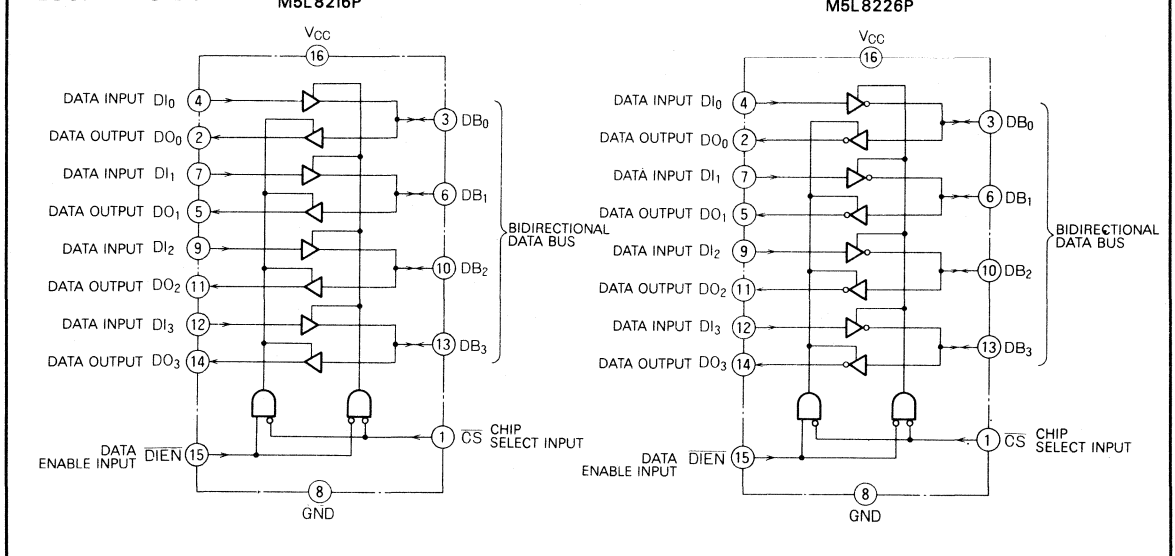 M5L8216P
VCC
16
DATA INPUT DI0 4
DATA OUTPUT DO0 2
DATA INPUT DI1 7
DATA OUTPUT DO1 5
DATA INPUT DI2 9
DATA OUTPUT DO2 11
DATA INPUT DI3 12
DATA OUTPUT DO3 14
3 DB0
6 DB1
10 DB2
13 DB3
BIDIRECTIONAL
DATA BUS
1 C̅S̅ CHIP
SELECT INPUT
DATA
ENABLE INPUT D̅I̅E̅N̅ 15
8
GND
M5L8226P
VCC
16
DATA INPUT DI0 4
DATA OUTPUT DO0 2
DATA INPUT DI1 7
DATA OUTPUT DO1 5
DATA INPUT DI2 9
DATA OUTPUT DO2 11
DATA INPUT DI3 12
DATA OUTPUT DO3 14
3 DB0
6 DB1
10 DB2
13 DB3
BIDIRECTIONAL
DATA BUS
1 C̅S̅ CHIP
SELECT INPUT
DATA
ENABLE INPUT D̅I̅E̅N̅ 15
8
GND